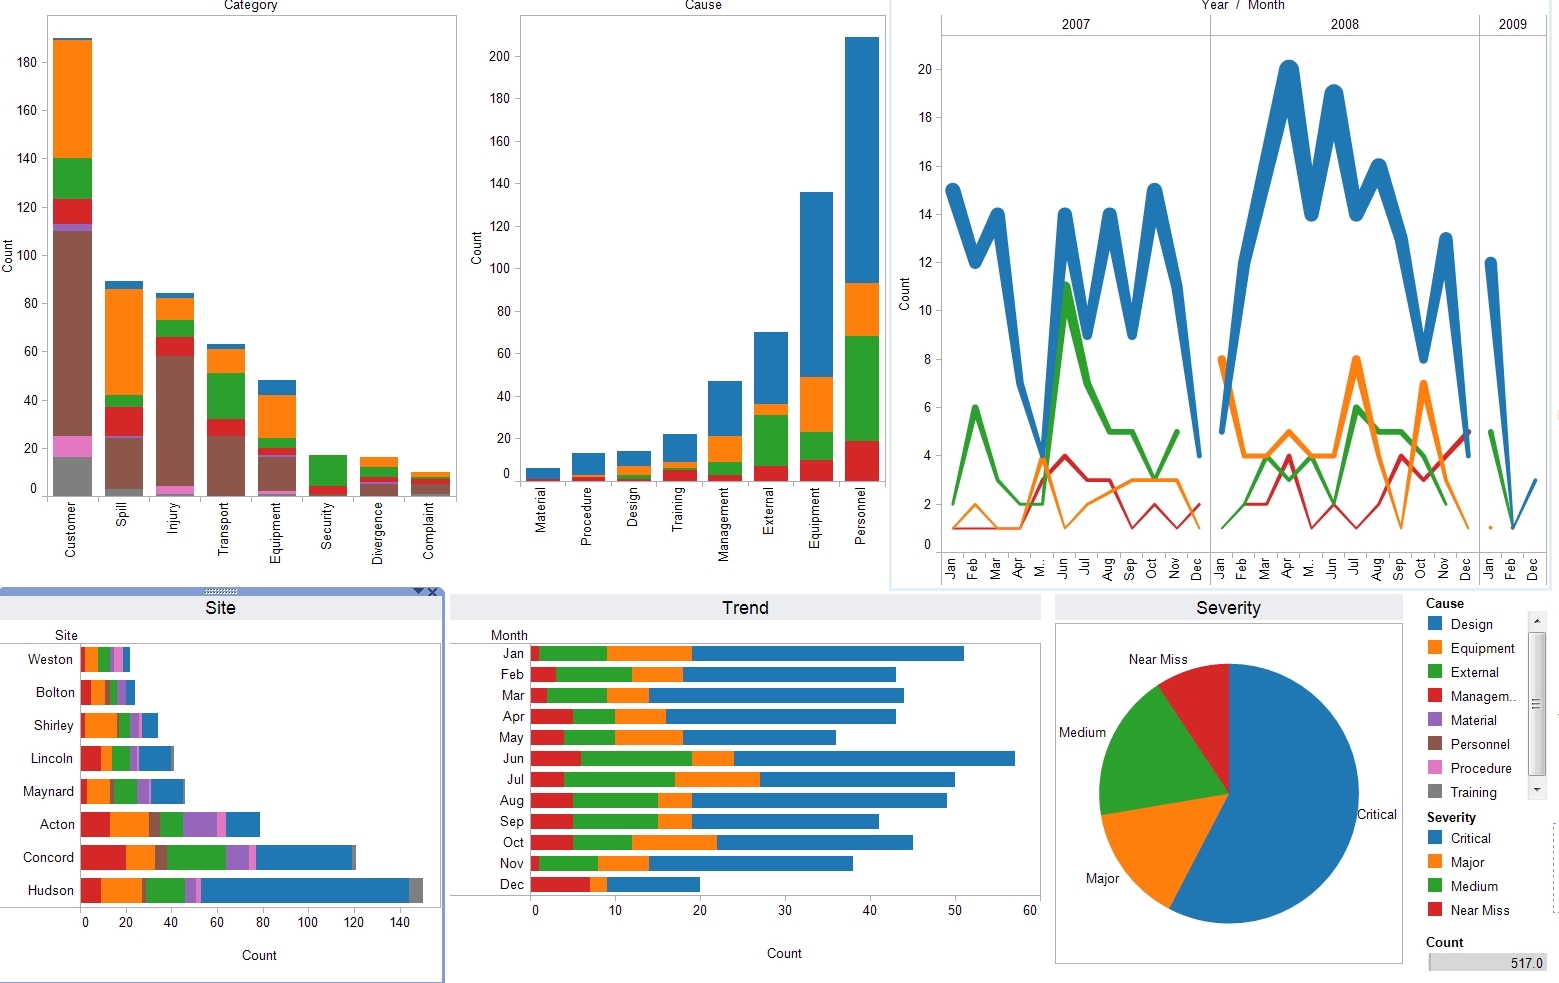 Category
Count
180
160
140
120
100
80
60
40
20
0
Customer
Spill
Injury
Transport
Equipment
Security
Divergence
Complaint
Cause
Count
200
180
160
140
120
100
80
60
40
20
0
Material
Procedure
Design
Training
Management
External
Equipment
Personnel
Year / Month
2007 2008 2009
Count
20
18
16
14
12
10
8
6
4
2
0
Jan Feb Mar Apr M.. Jun Jul Aug Sep Oct Nov Dec Jan Feb Mar Apr M.. Jun Jul Aug Sep Oct Nov Dec Jan Feb Dec
Site
Site
Weston
Bolton
Shirley
Lincoln
Maynard
Acton
Concord
Hudson
0 20 40 60 80 100 120 140
Count
Trend
Month
Jan
Feb
Mar
Apr
May
Jun
Jul
Aug
Sep
Oct
Nov
Dec
0 10 20 30 40 50 60
Count
Severity
Near Miss
Medium
Critical
Major
Cause
Design
Equipment
External
Managem..
Material
Personnel
Procedure
Training
Severity
Critical
Major
Medium
Near Miss
Count
517.0